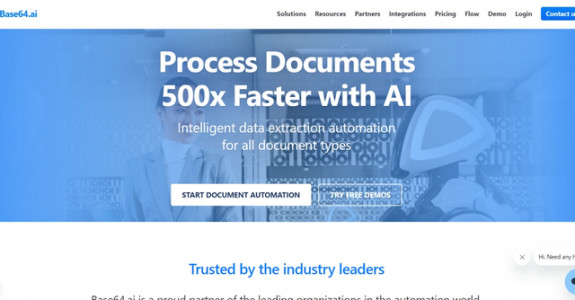 Base64.ai
Solutions Resources Partners Integrations Pricing Flow Demo Login Contact u
Process Documents
500x Faster with AI
Intelligent data extraction automation
for all document types
START DOCUMENT AUTOMATION TRY FREE DEMOS
Hi. Need any
Trusted by the industry leaders
Base64.ai is a proud partner of the leading organizations in the automation world